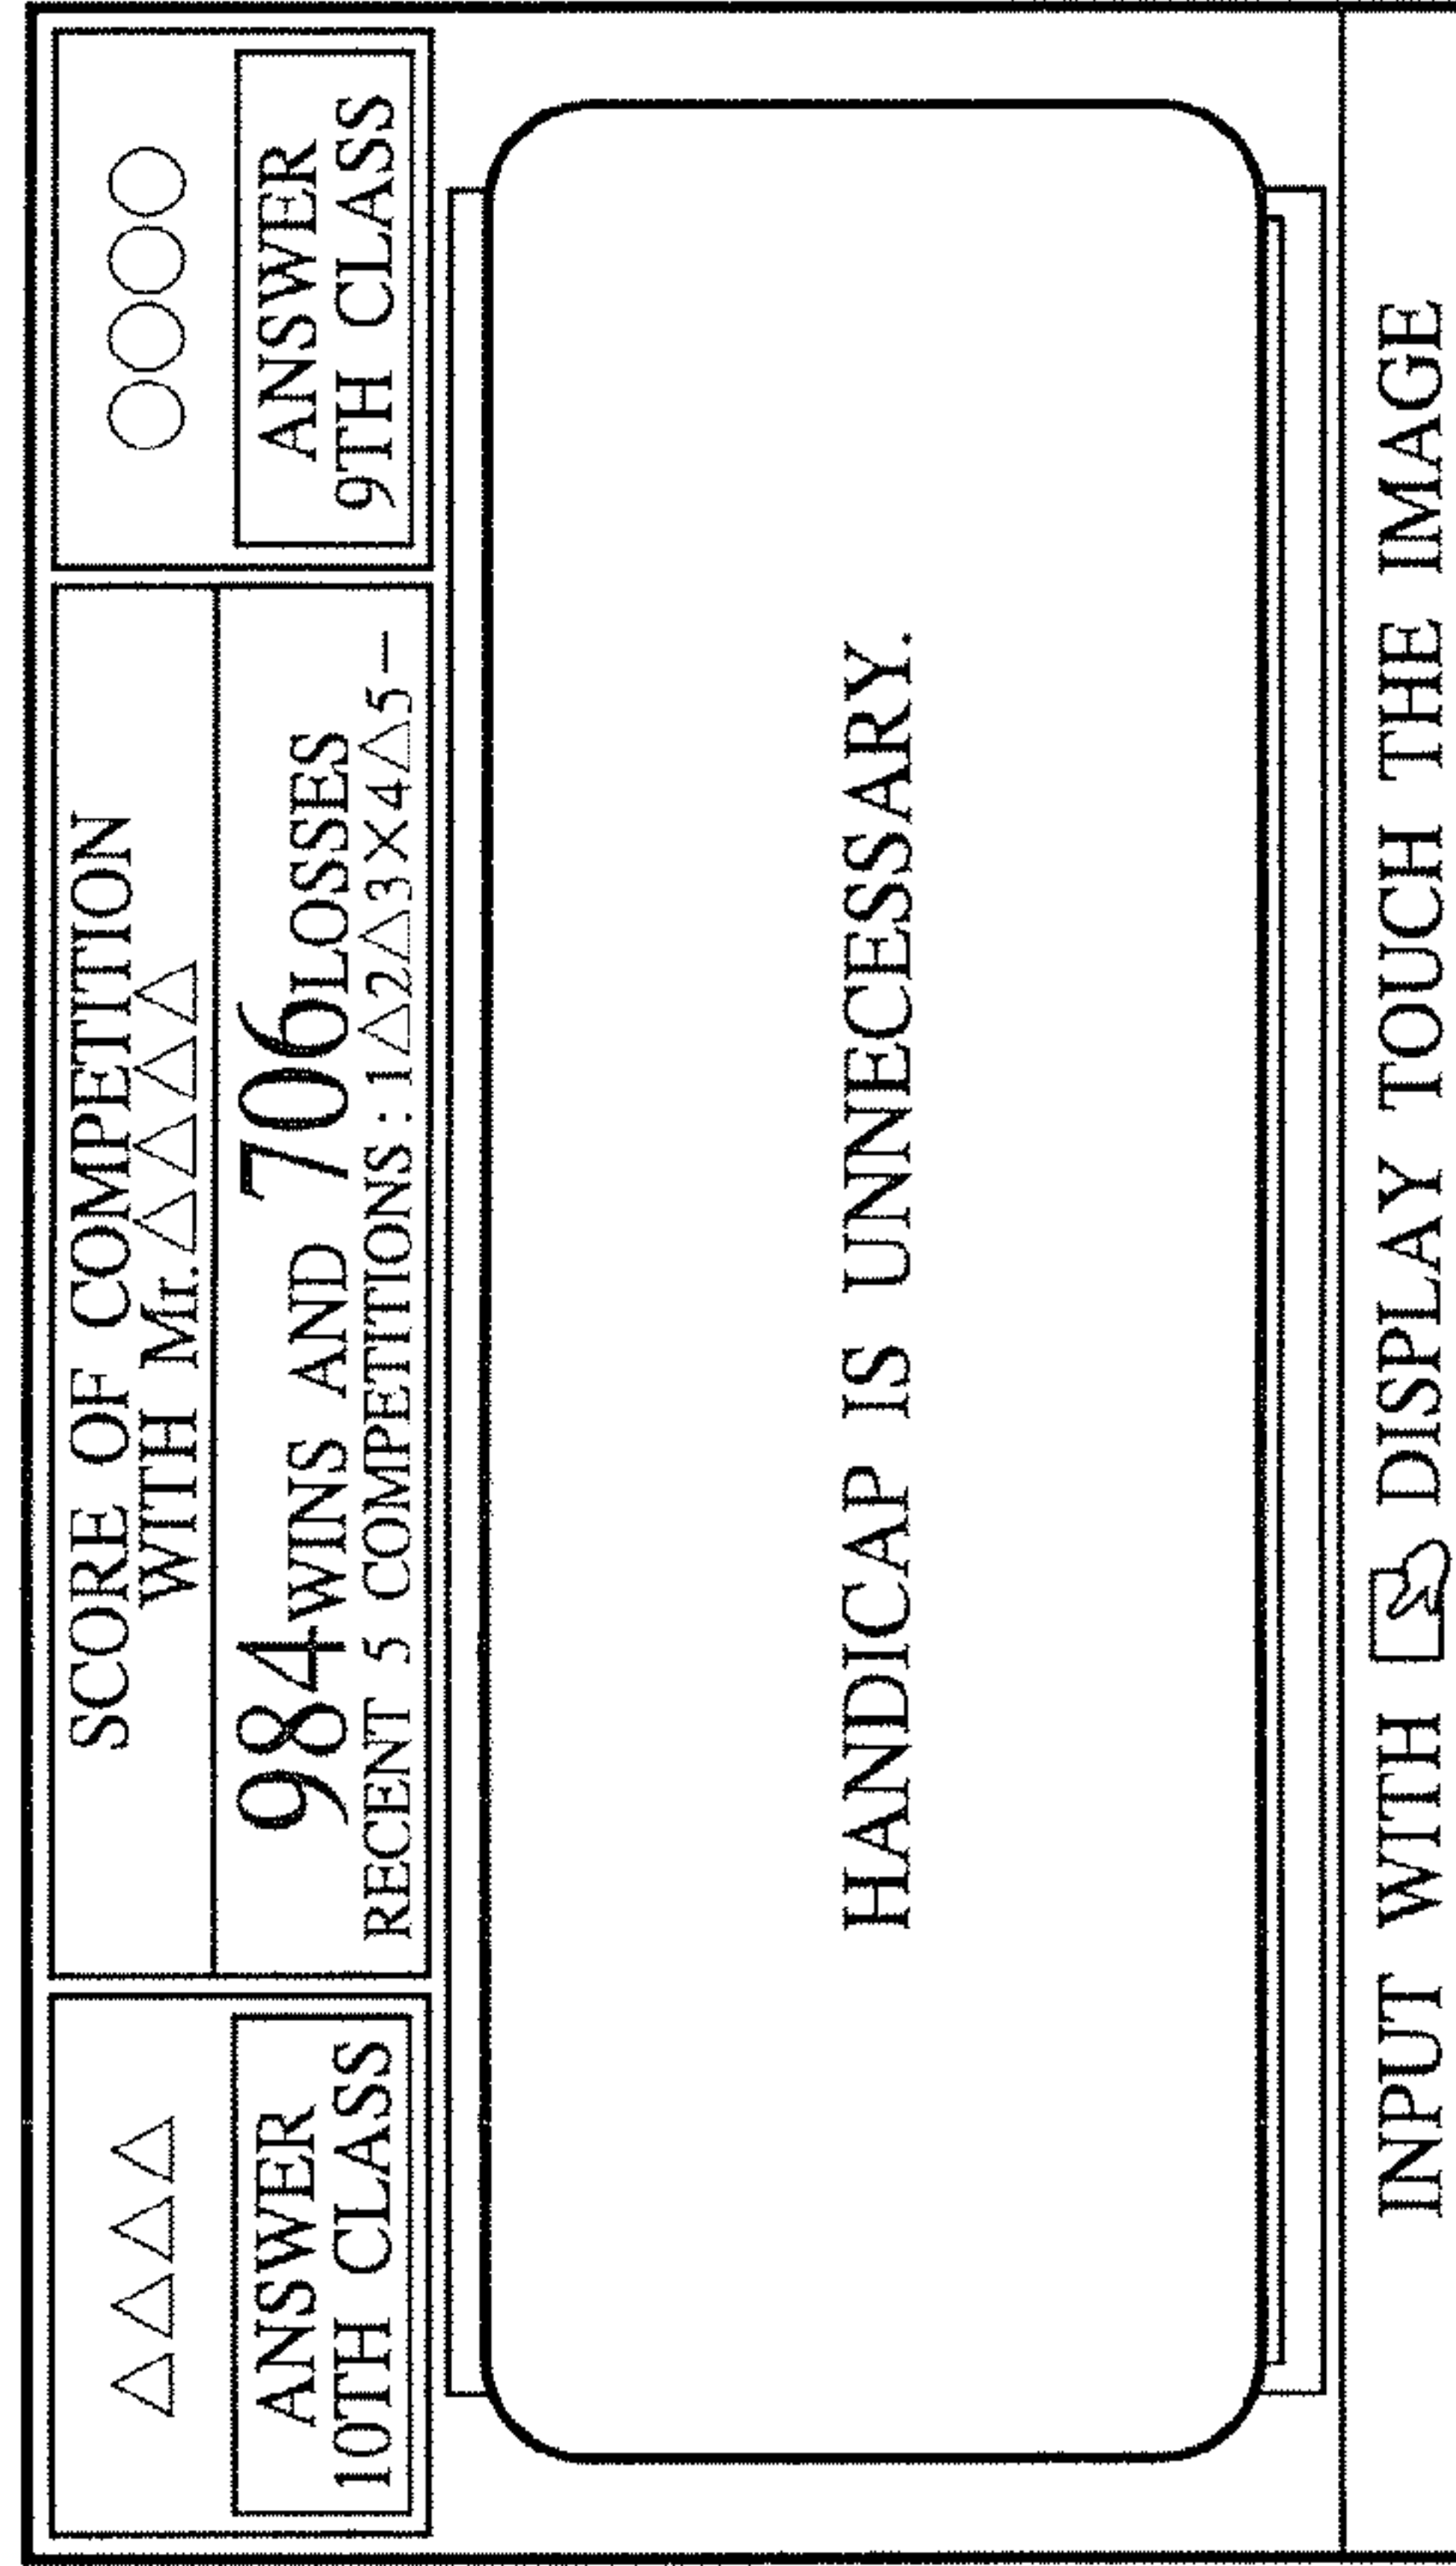 △△△△
ANSWER
10TH CLASS
SCORE OF COMPETITION
WITH Mr.△△△△
984WINS AND 706LOSSES
RECENT 5 COMPETITIONS:1△2△3×4△5−
○○○○
ANSWER
9TH CLASS
HANDICAP IS UNNECESSARY.
INPUT WITH DISPLAY TOUCH THE IMAGE